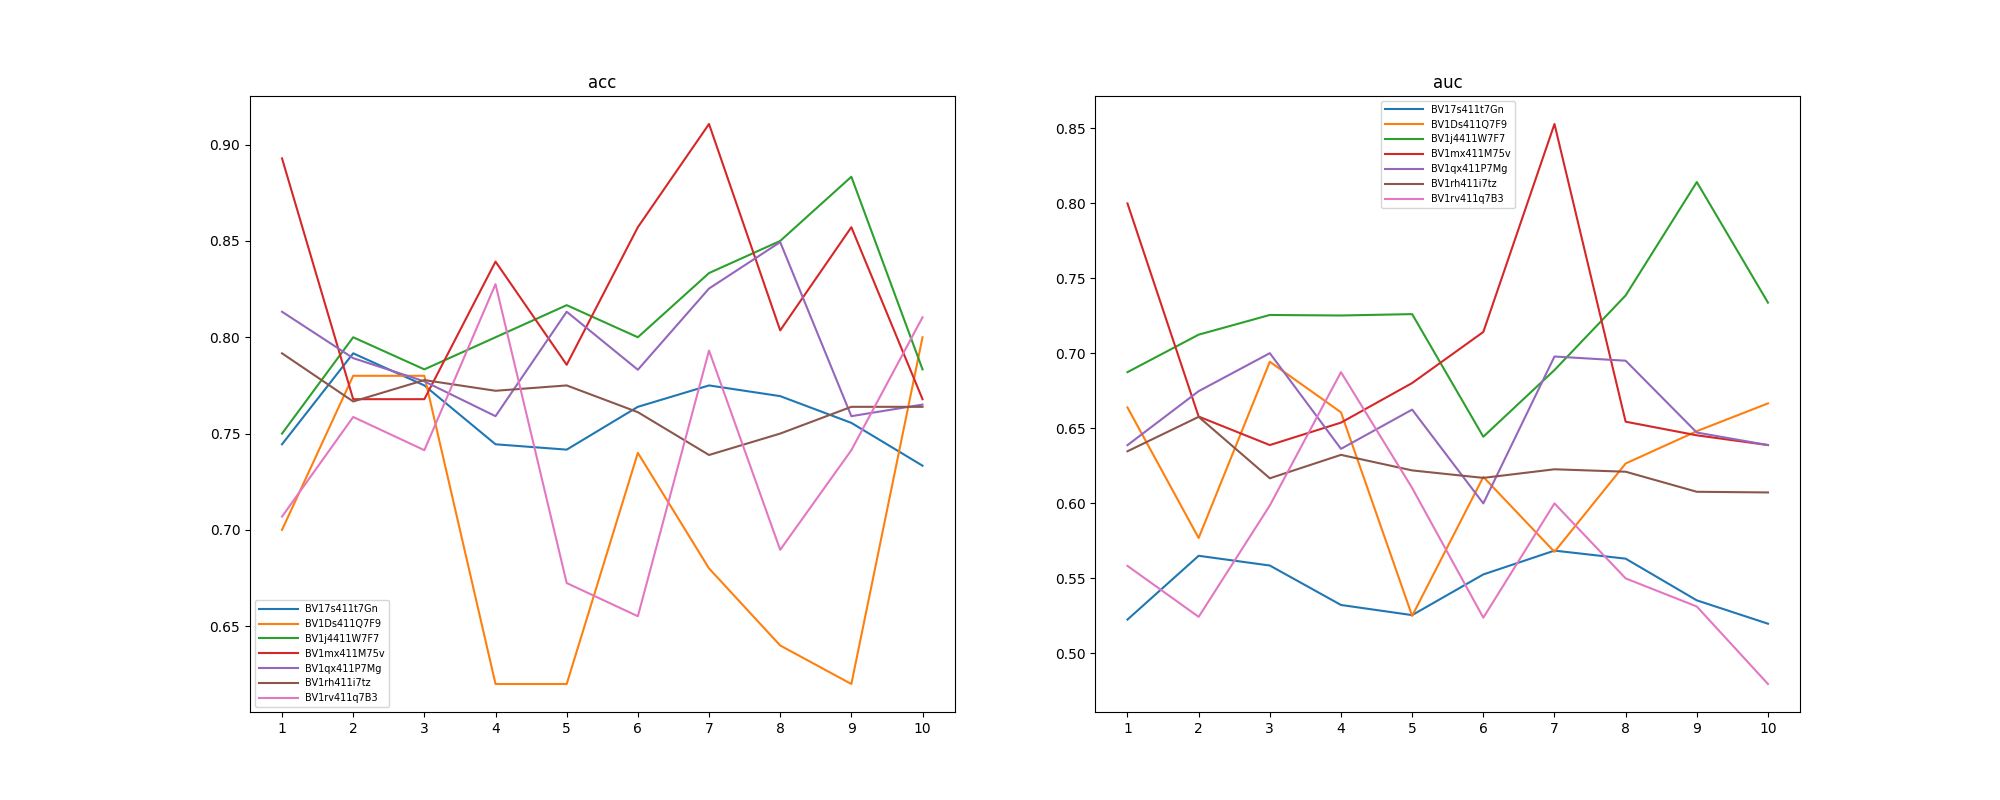 acc
0.90
0.85
0.80
0.75
0.70
0.65
BV17s411t7Gn
BV1Ds411Q7F9
BV1j4411W7F7
BV1mx411M75v
BV1qx411P7Mg
BV1rh411i7tz
BV1rv411q7B3
1 2 3 4 5 6 7 8 9 10
auc
BV17s411t7Gn
BV1Ds411Q7F9
BV1j4411W7F7
BV1mx411M75v
BV1qx411P7Mg
BV1rh411i7tz
BV1rv411q7B3
0.85
0.80
0.75
0.70
0.65
0.60
0.55
0.50
1 2 3 4 5 6 7 8 9 10